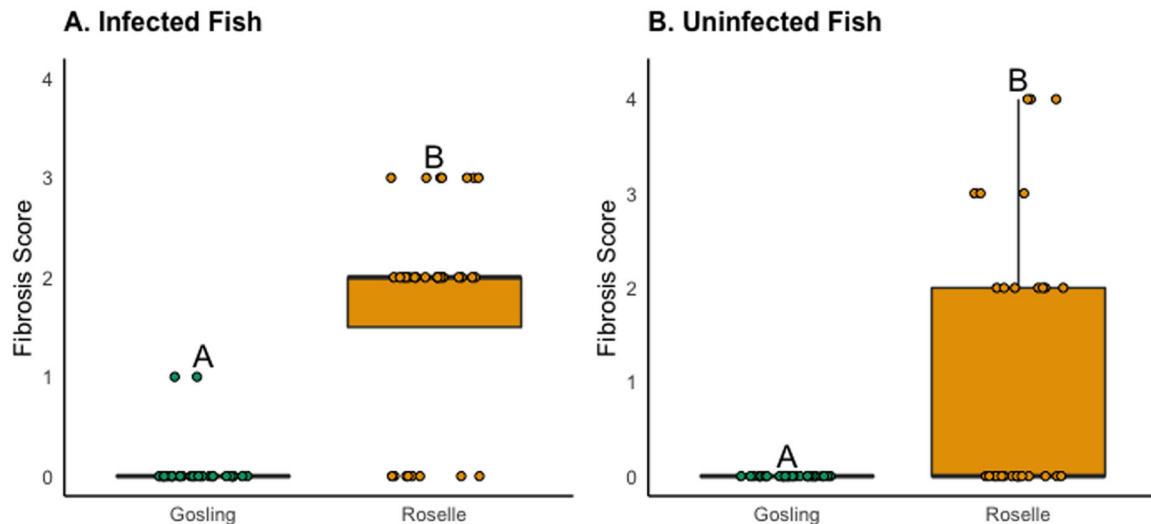 A. Infected Fish
Fibrosis Score
4
3
2
1
0
A
B
Gosling
Roselle
B. Uninfected Fish
Fibrosis Score
4
3
2
1
0
A
B
Gosling
Roselle